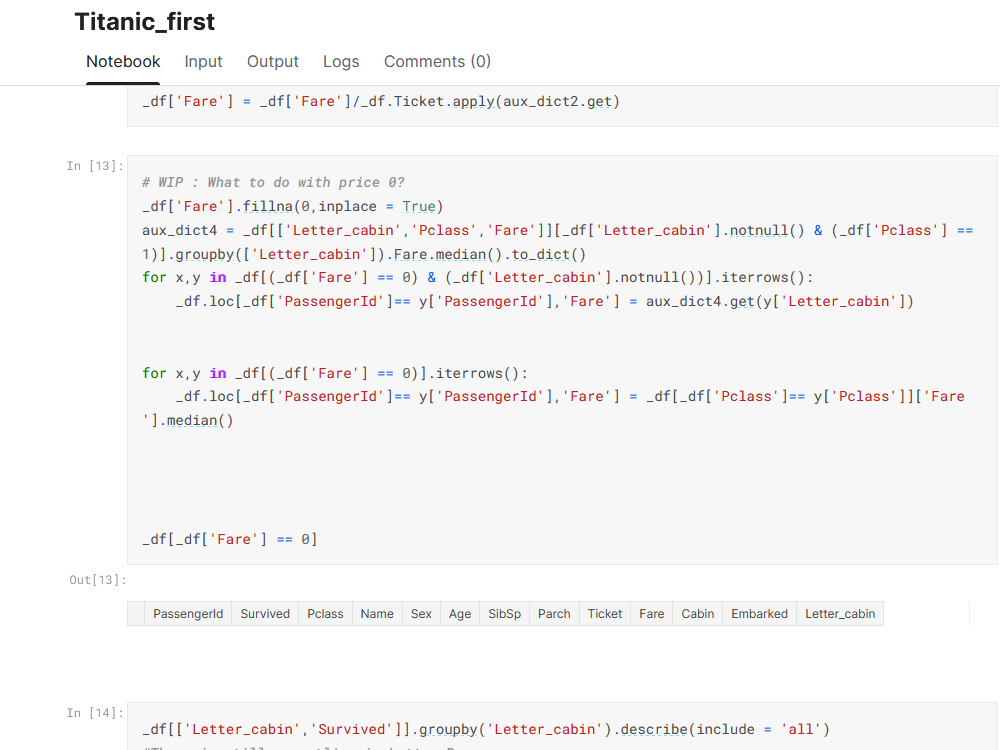 Titanic_first
Notebook Input Output Logs Comments (0)
_df['Fare'] = _df['Fare']/_df.Ticket.apply(aux_dict2.get)
In [13]:
# WIP : What to do with price 0?
_df['Fare'].fillna(0,inplace = True)
aux_dict4 = _df[['Letter_cabin','Pclass','Fare']][_df['Letter_cabin'].notnull() & (_df['Pclass'] ==
1)].groupby(['Letter_cabin']).Fare.median().to_dict()
for x,y in _df[(_df['Fare'] == 0) & (_df['Letter_cabin'].notnull())].iterrows():
    _df.loc[_df['PassengerId']== y['PassengerId'],'Fare'] = aux_dict4.get(y['Letter_cabin'])
for x,y in _df[(_df['Fare'] == 0)].iterrows():
    _df.loc[_df['PassengerId']== y['PassengerId'],'Fare'] = _df[_df['Pclass']== y['Pclass']]['Fare
'].median()
_df[_df['Fare'] == 0]
Out[13]:
PassengerId Survived Pclass Name Sex Age SibSp Parch Ticket Fare Cabin Embarked Letter_cabin
In [14]:
_df[['Letter_cabin','Survived']].groupby('Letter_cabin').describe(include = 'all')